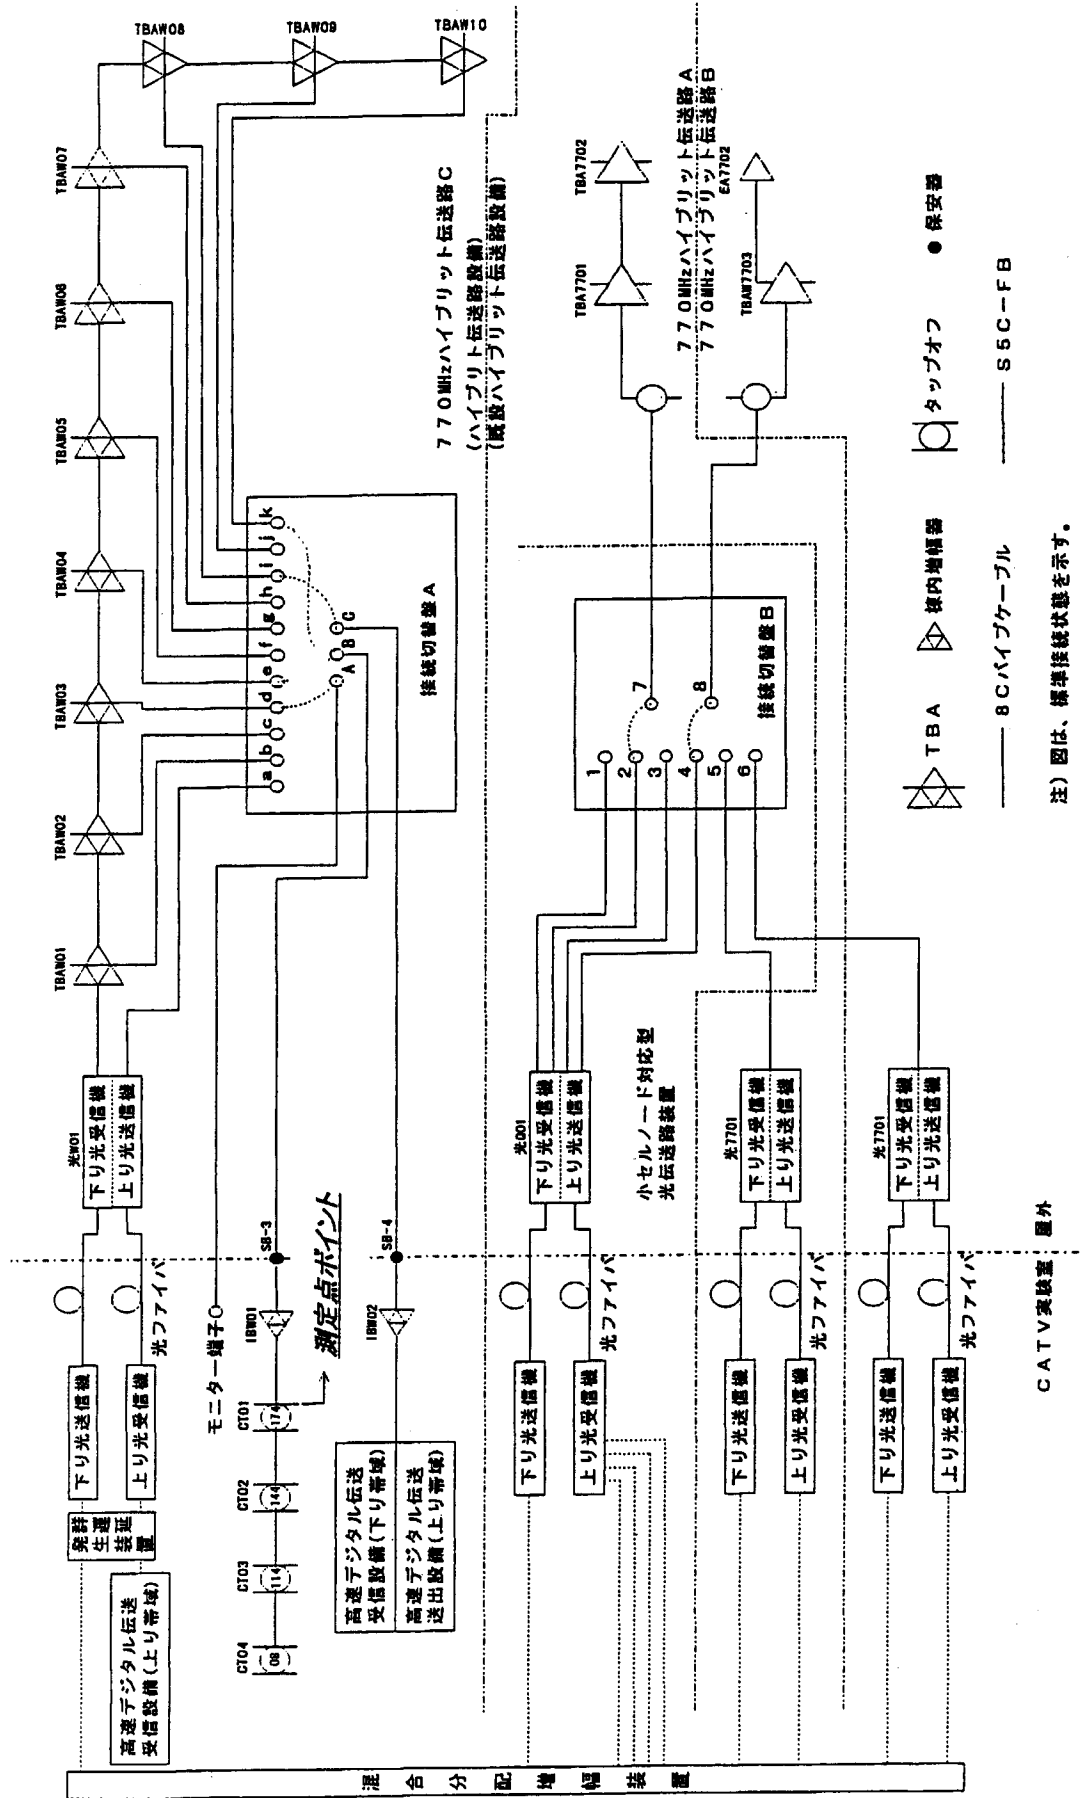 TBAW08
TBAW09
TBAW10
TBAW07
TBAW06
TBAW05
TBAW04
TBAW03
TBAW02
TBAW01
770MHzハイブリット伝送路C
(ハイブリト伝送路設備)
(既設ハイブリット伝送路設備)
a
b
c
d
e
f
g
h
i
j
k
A
B
C
接続切替盤A
光W01
下り光受信機
上り光送信機
光ファイバ
下り光送信機
上り光受信機
群遅延
発生装置
高速デジタル伝送
受信設備(上り帯域)
モニター端子
SB-3
IBW01
測定点ポイント
CT01
174
CT02
144
CT03
114
CT04
08
SB-4
IBW02
高速デジタル伝送
受信設備(下り帯域)
高速デジタル伝送
送出設備(上り帯域)
TBA7702
TBA7701
770MHzハイブリット伝送路A
770MHzハイブリット伝送路B
EA7702
TBAW7703
1
2
3
4
5
6
7
8
接続切替盤B
光001
下り光受信機
上り光送信機
小セルノード対応型
光伝送路装置
光ファイバ
下り光送信機
上り光受信機
光7701
下り光受信機
上り光送信機
光ファイバ
下り光送信機
上り光受信機
光7701
下り光受信機
上り光送信機
光ファイバ
下り光送信機
上り光受信機
混合分配増幅装置
CATV実験室 屋外
TBA
棟内増幅器
タップオフ
保安器
8Cパイプケーブル
S5C-FB
注)図は、標準接続状態を示す。